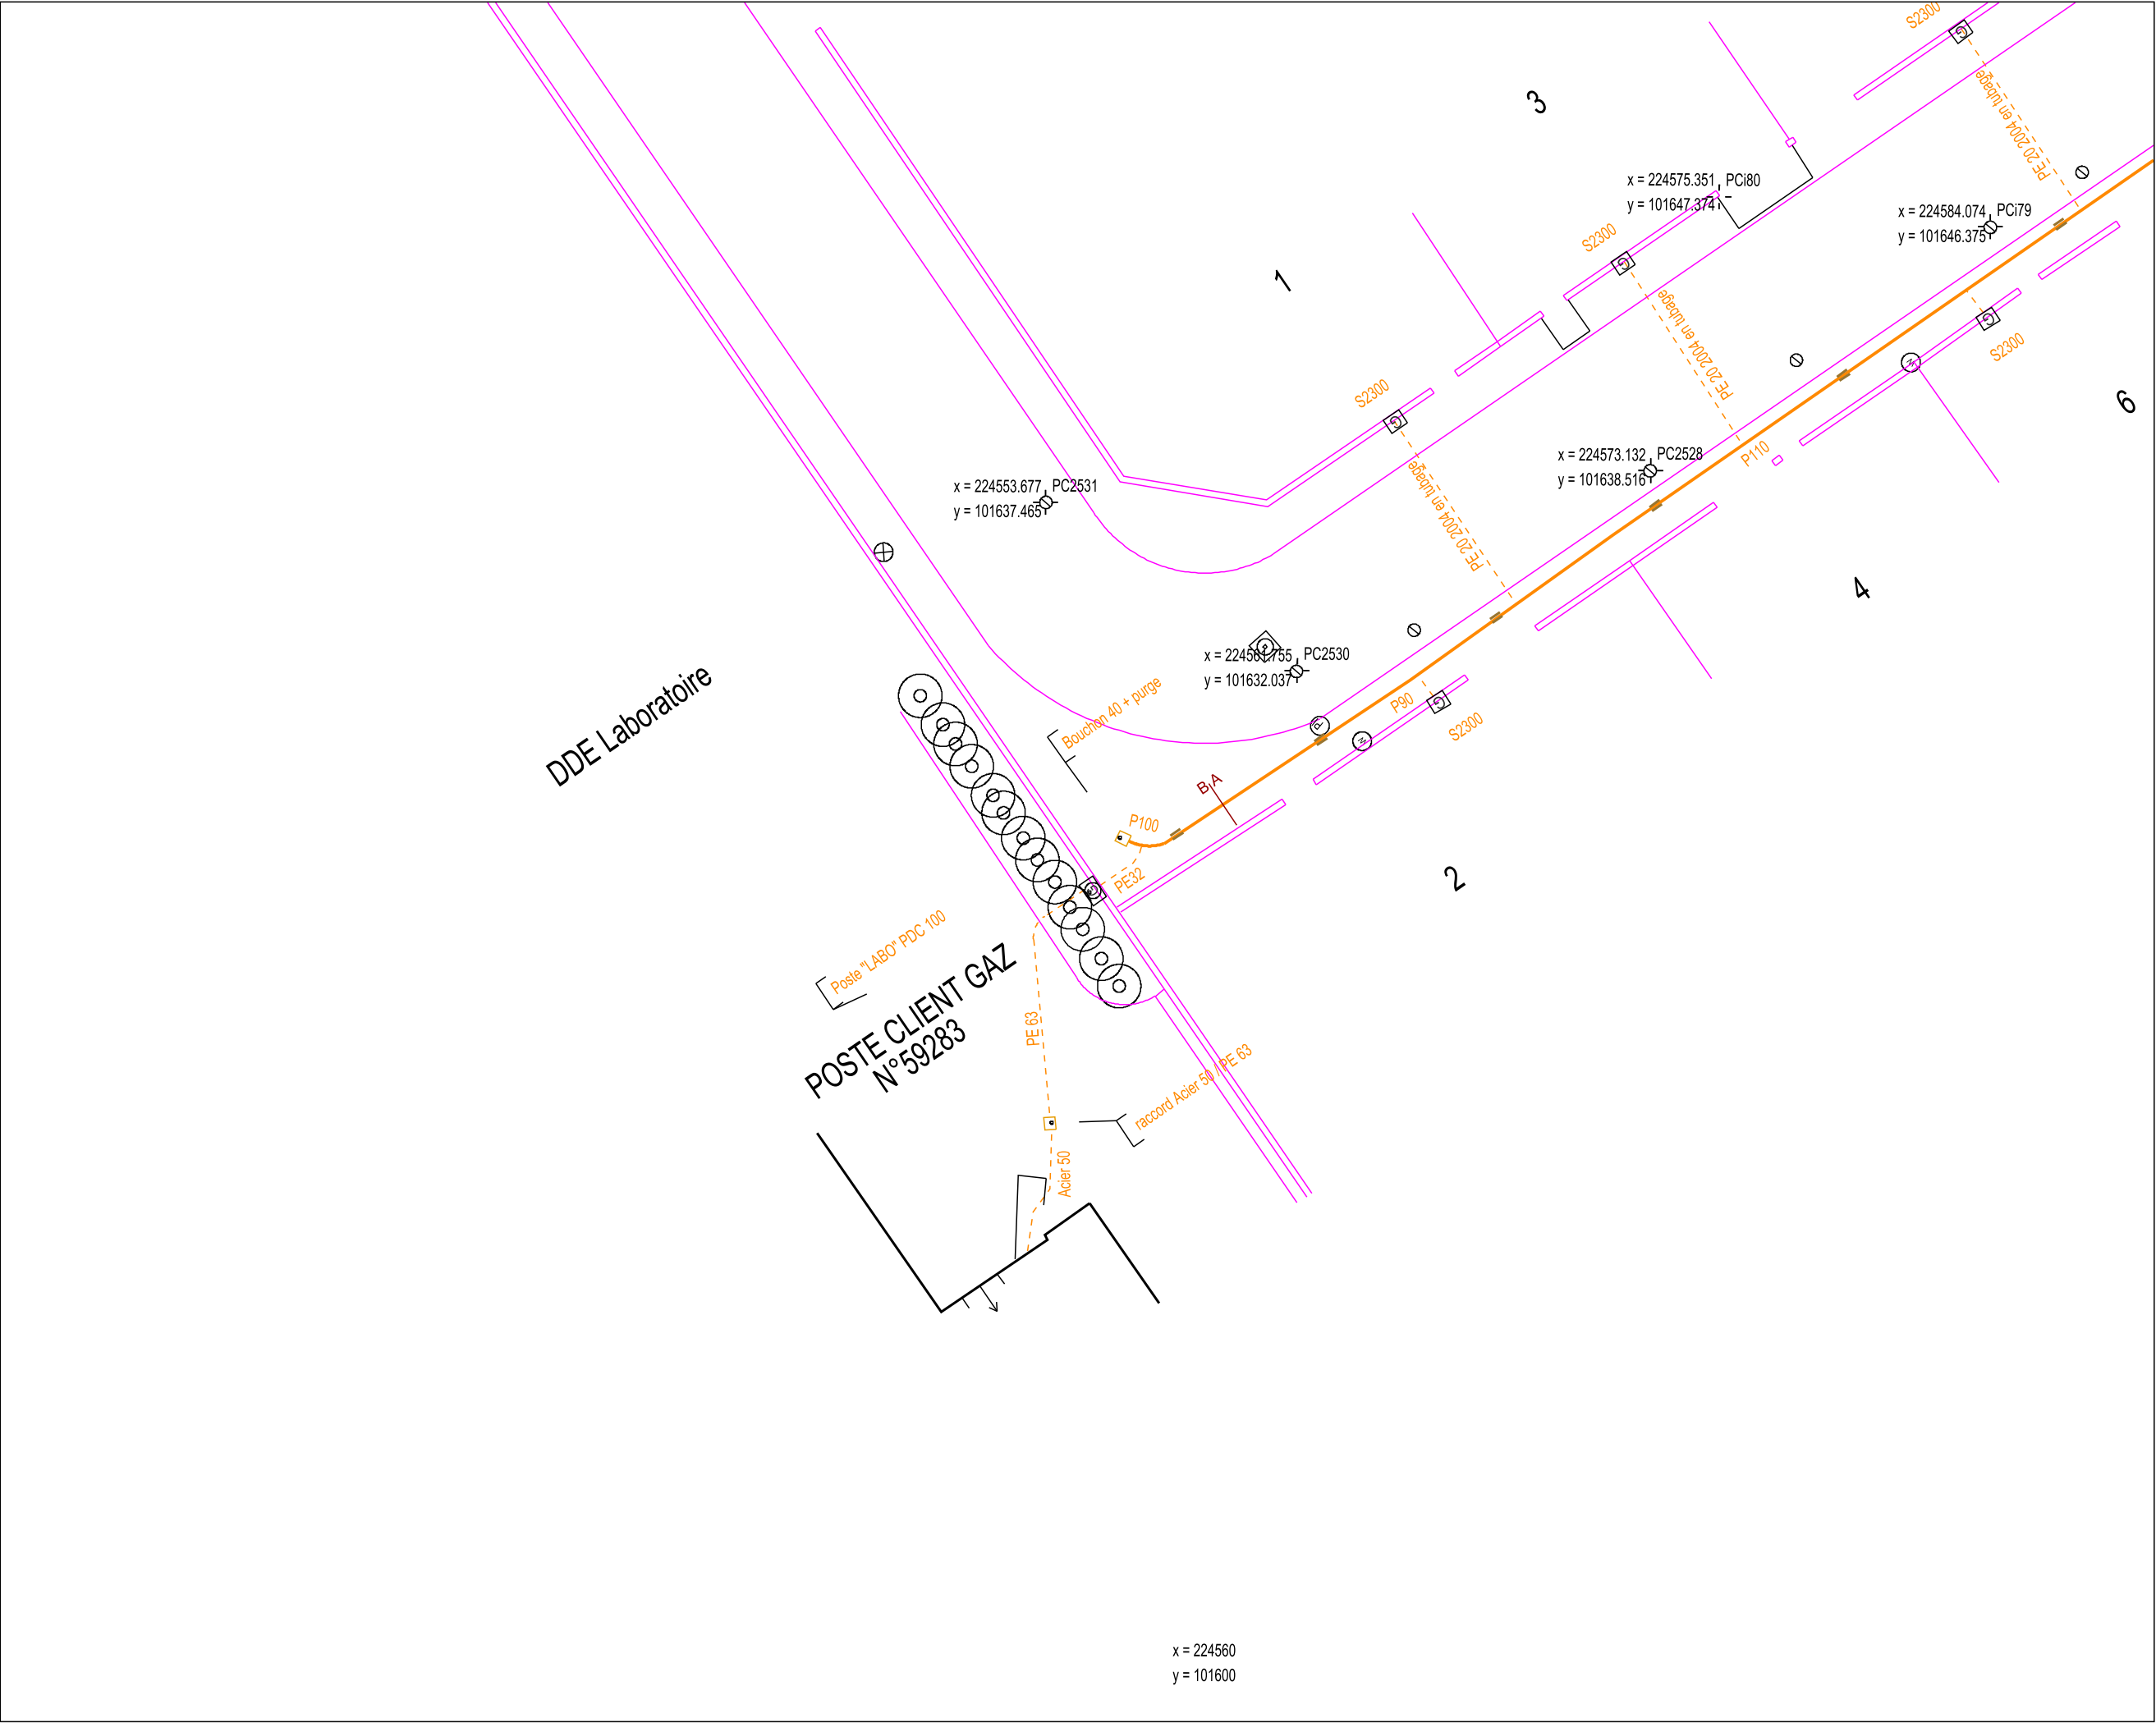 S2300
PE 20 2004 en tubage
3
x = 224575.351 PCi80
y = 101647.374
x = 224584.074 PCi79
y = 101646.375
S2300
PE 20 2004 en tubage
1
S2300
6
S2300
PE 20 2004 en tubage
x = 224573.132 PC2528
y = 101638.516
P110
x = 224553.677 PC2531
y = 101637.465
4
x = 224561.755 PC2530
y = 101632.037
P90
S2300
DDE Laboratoire
Bouchon 40 + purge
B A
P100
PE32
2
Poste "LABO" PDC 100
POSTE CLIENT GAZ
N°59283
PE 63
raccord Acier 50 / PE 63
Acier 50
x = 224560
y = 101600